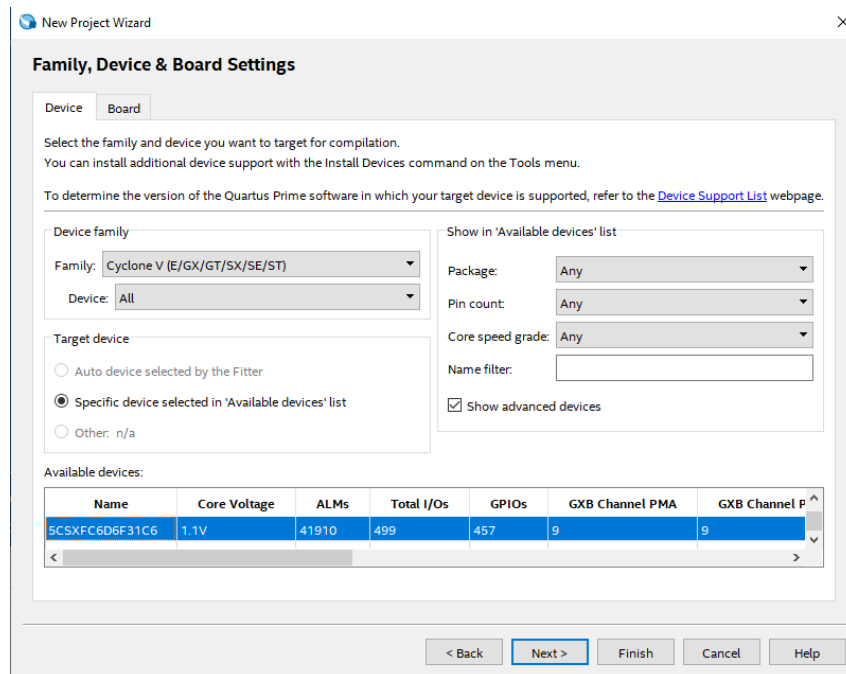 New Project Wizard
Family, Device & Board Settings
Device Board
Select the family and device you want to target for compilation.
You can install additional device support with the Install Devices command on the Tools menu.
To determine the version of the Quartus Prime software in which your target device is supported, refer to the Device Support List webpage.
Device family
Family: Cyclone V (E/GX/GT/SX/SE/ST)
Device: All
Target device
Auto device selected by the Fitter
Specific device selected in 'Available devices' list
Other: n/a
Show in 'Available devices' list
Package: Any
Pin count: Any
Core speed grade: Any
Name filter:
Show advanced devices
Available devices:
Name Core Voltage ALMs Total I/Os GPIOs GXB Channel PMA GXB Channel P
5CSXFC6D6F31C6 1.1V 41910 499 457 9 9
< Back Next > Finish Cancel Help